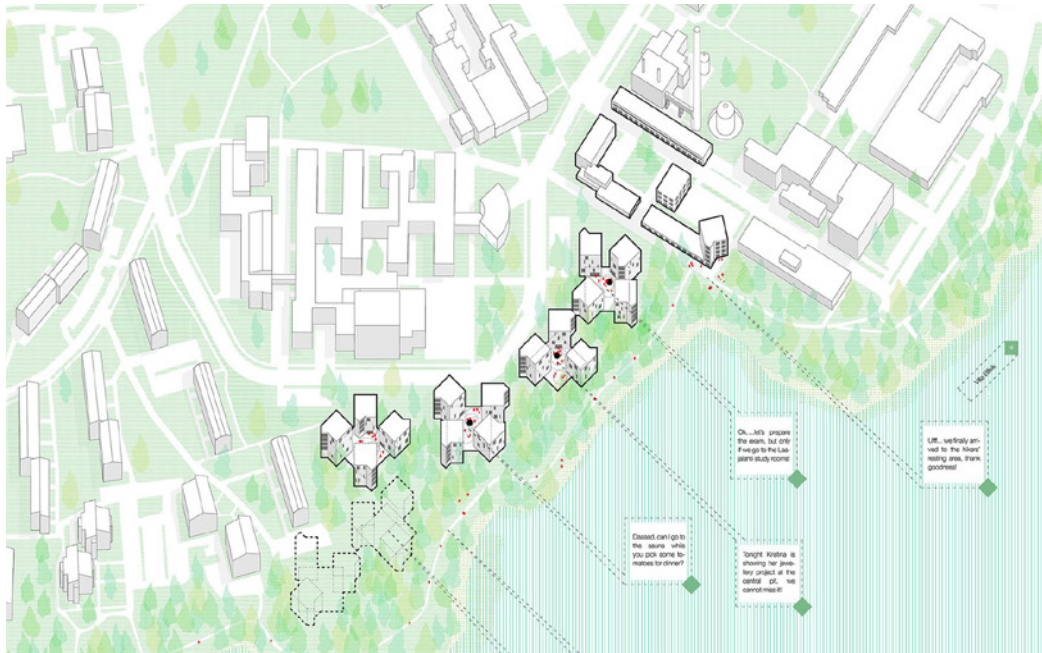 Ok....let's prepare
the exam, but only
if we go to the Laa-
jalahti study rooms!
Ufff... we finally arri-
ved to the hikers'
resting area, thank
goodness!
Daaaad, can I go to
the sauna while
you pick some to-
matoes for dinner?
Tonight Kristina is
showing her jewe-
llery project at the
central pit, we
cannot miss it!